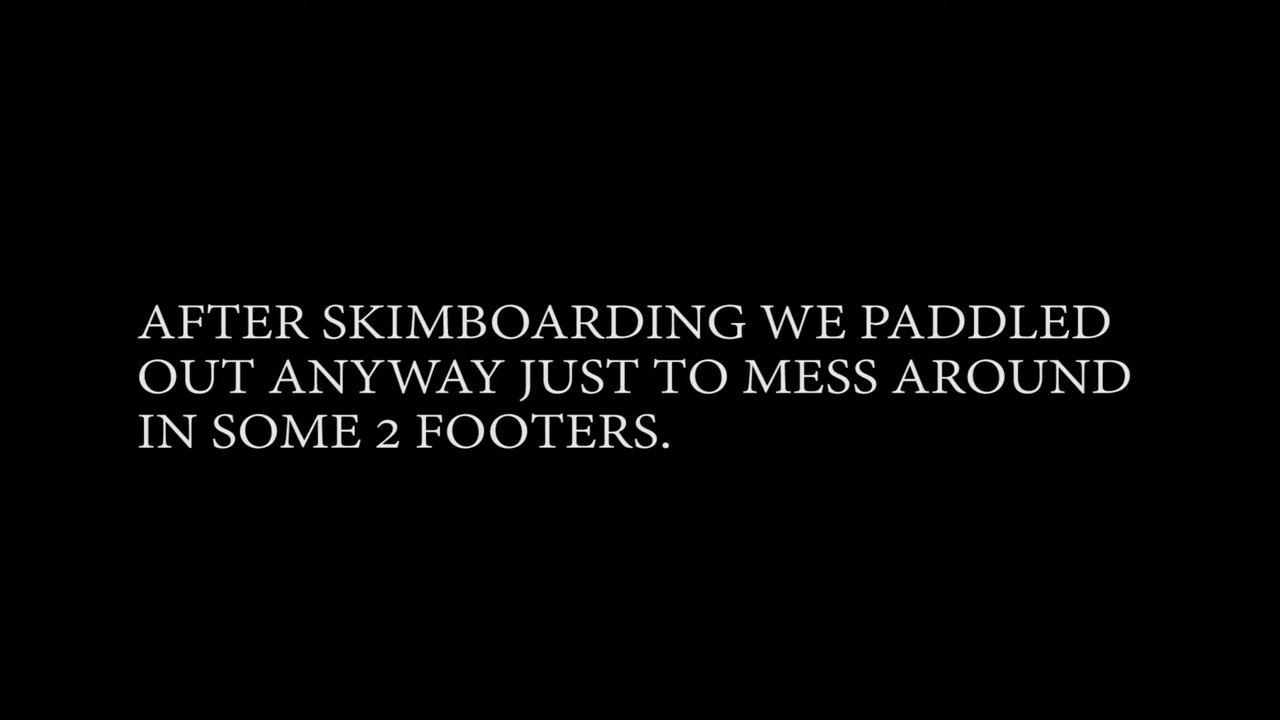 AFTER SKIMBOARDING WE PADDLED
OUT ANYWAY JUST TO MESS AROUND
IN SOME 2 FOOTERS.